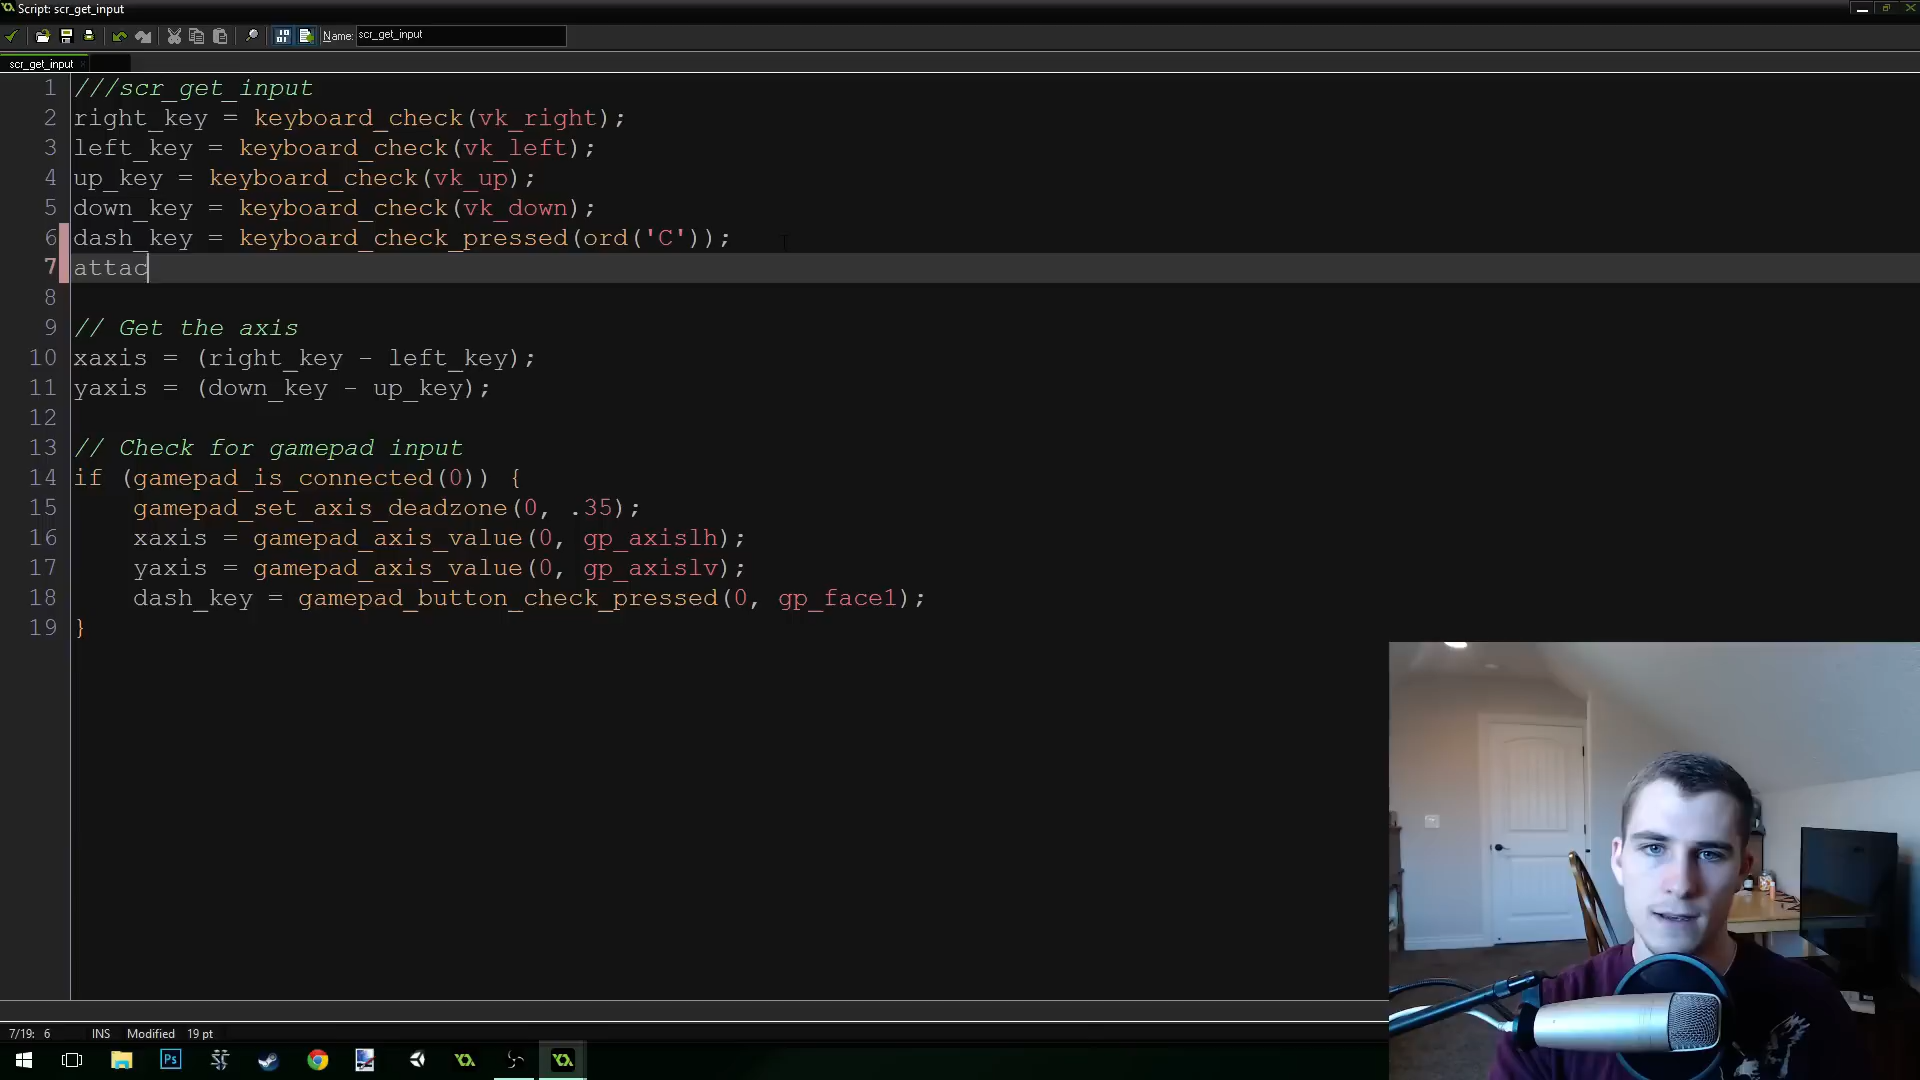 Script: scr_get_input
Name: scr_get_input
scr_get_input
1 ///scr_get_input
2 right_key = keyboard_check(vk_right);
3 left_key = keyboard_check(vk_left);
4 up_key = keyboard_check(vk_up);
5 down_key = keyboard_check(vk_down);
6 dash_key = keyboard_check_pressed(ord('C'));
7 attac
8
9 // Get the axis
10 xaxis = (right_key - left_key);
11 yaxis = (down_key - up_key);
12
13 // Check for gamepad input
14 if (gamepad_is_connected(0)) {
15 gamepad_set_axis_deadzone(0, .35);
16 xaxis = gamepad_axis_value(0, gp_axislh);
17 yaxis = gamepad_axis_value(0, gp_axislv);
18 dash_key = gamepad_button_check_pressed(0, gp_face1);
19 }
7/19: 6 INS Modified 19 pt
Ps